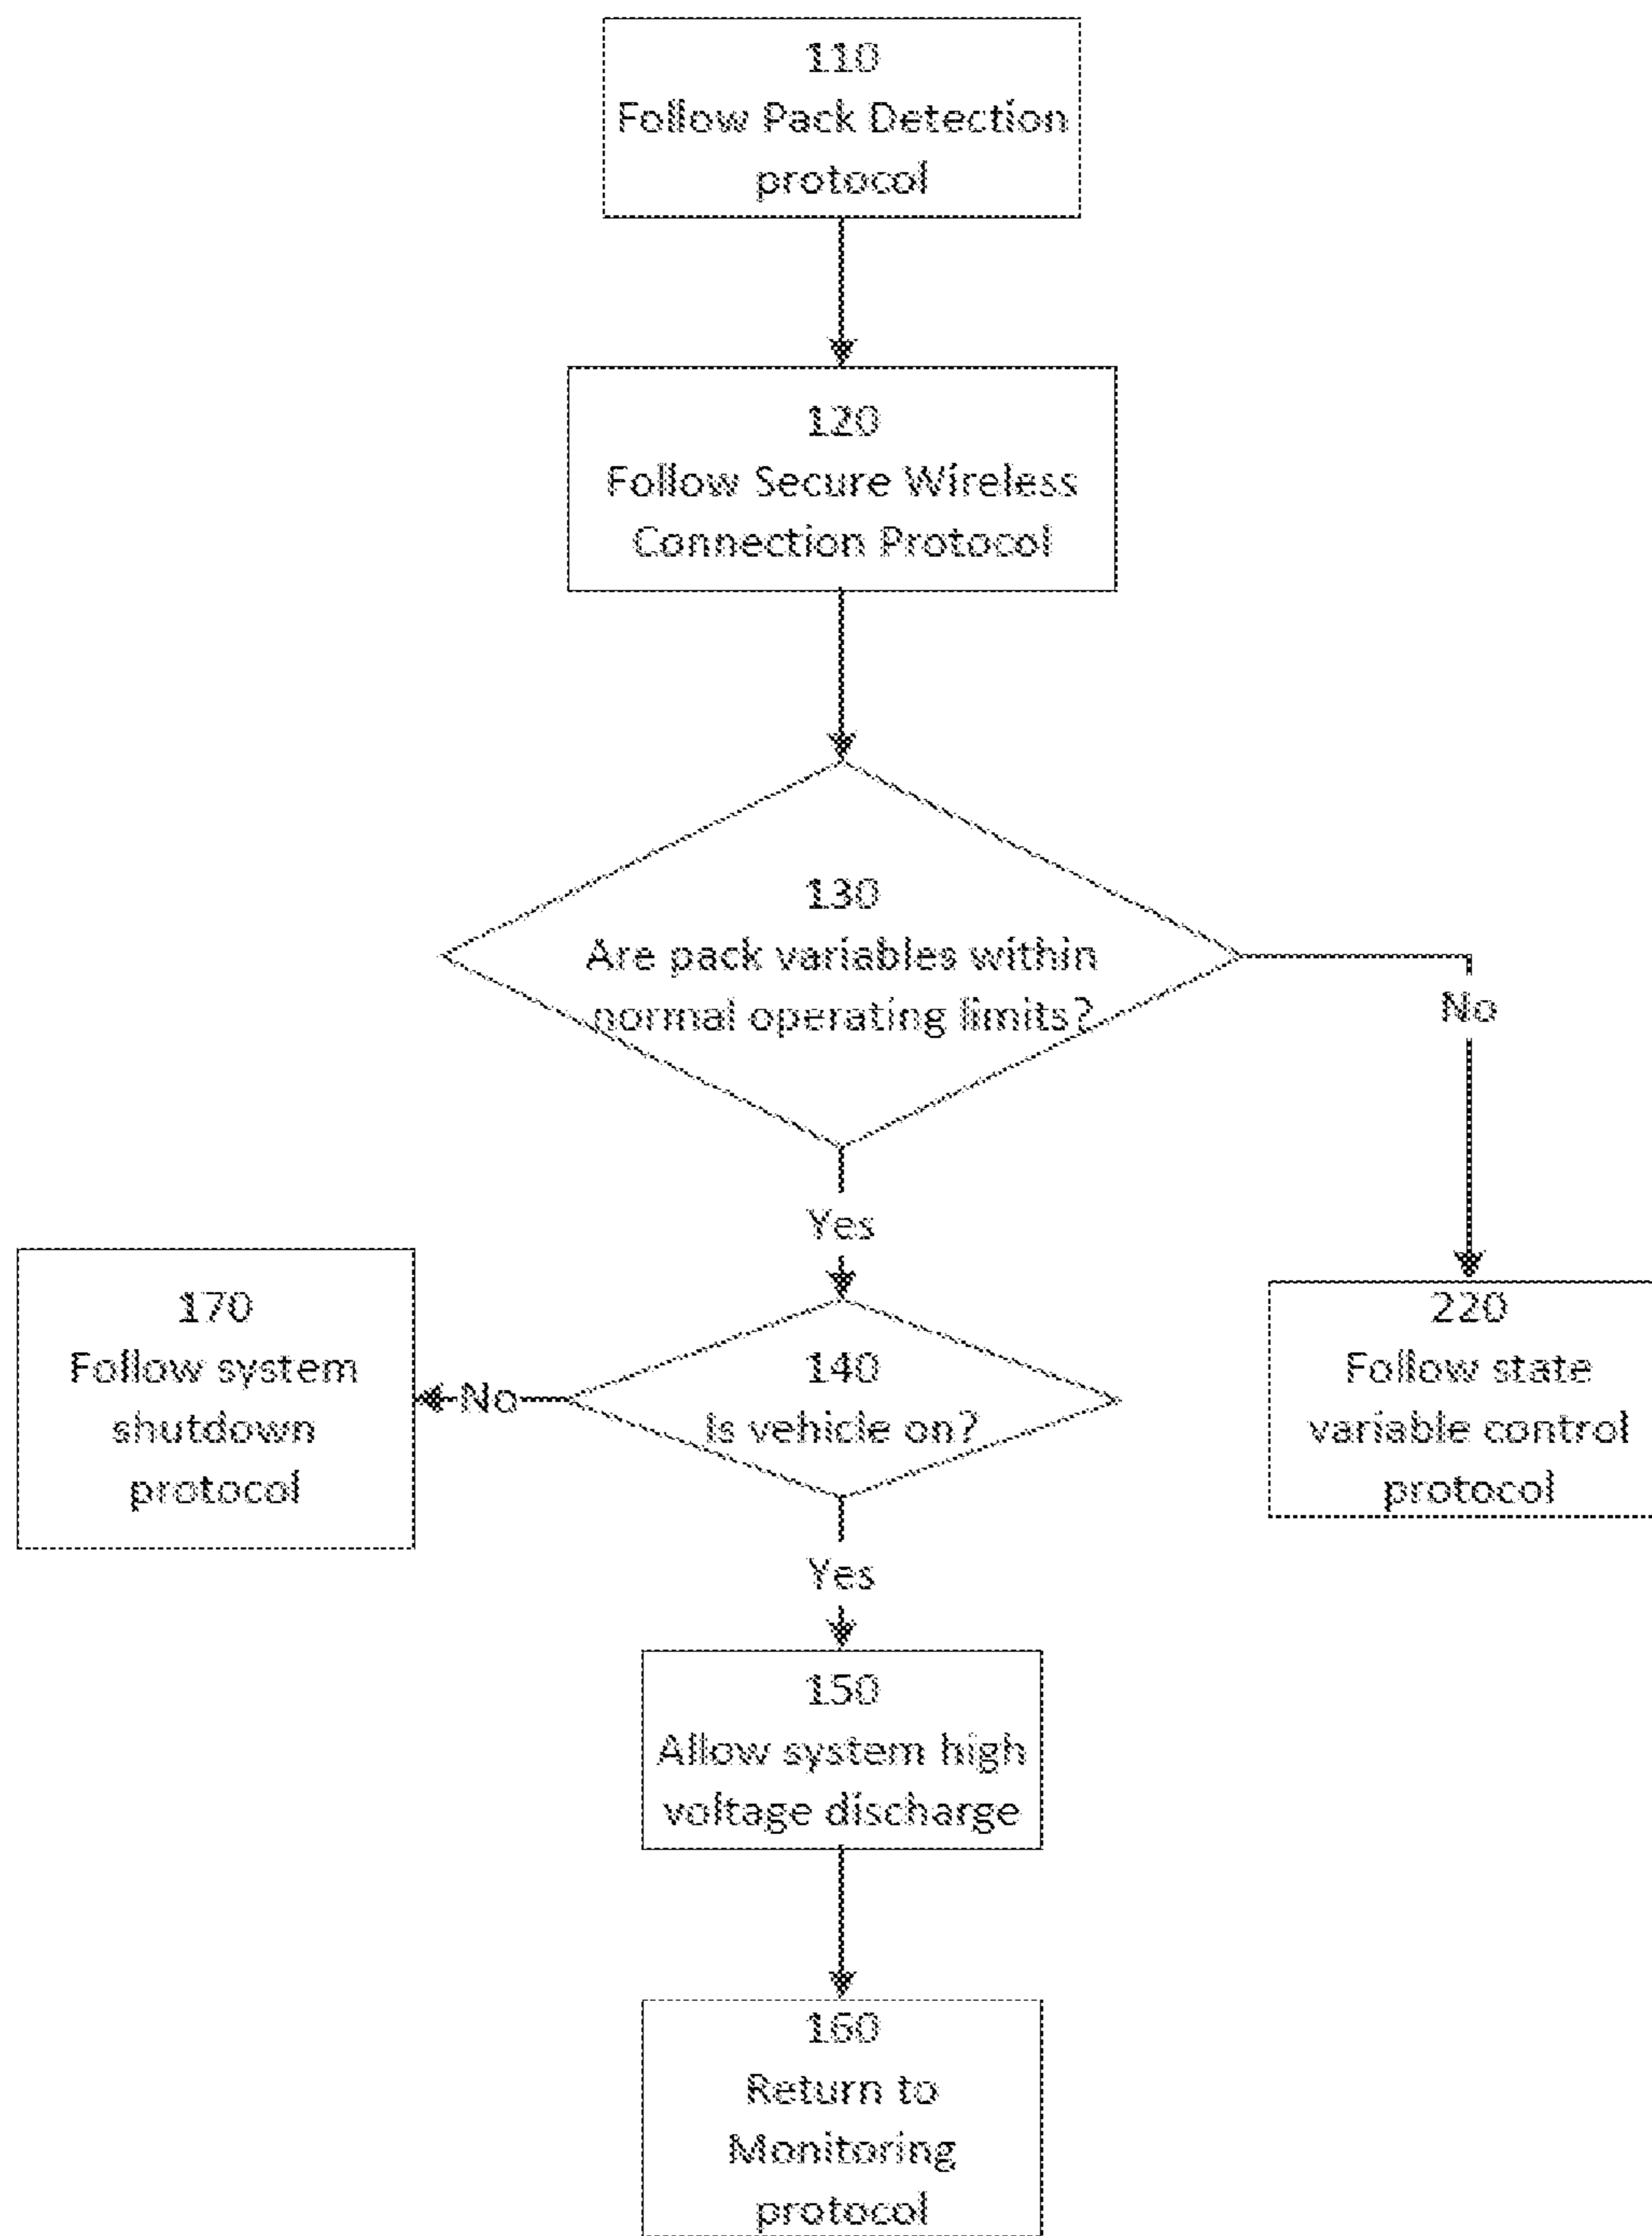 110
Follow Pack Detection
protocol
120
Follow Secure Wireless
Connection Protocol
130
Are pack variables within
normal operating limits?
No
Yes
170
Follow system
shutdown
protocol
No
140
Is vehicle on?
220
Follow state
variable control
protocol
Yes
150
Allow system high
voltage discharge
160
Return to
Monitoring
protocol